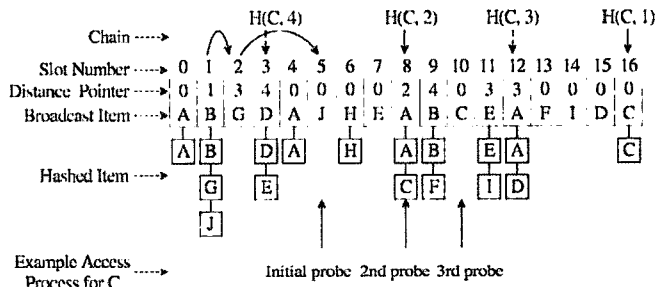 H(C, 4) H(C, 2) H(C, 3) H(C, 1)
Chain
Slot Number 0 1 2 3 4 5 6 7 8 9 10 11 12 13 14 15 16
Distance Pointer 0 1 3 4 0 0 0 0 2 4 0 3 3 0 0 0 0
Broadcast Item A B G D A J H E A B C E A F I D C
A B D A H A B E A C
Hashed Item G E C F I D
J
Example Access Initial probe 2nd probe 3rd probe
Process for C